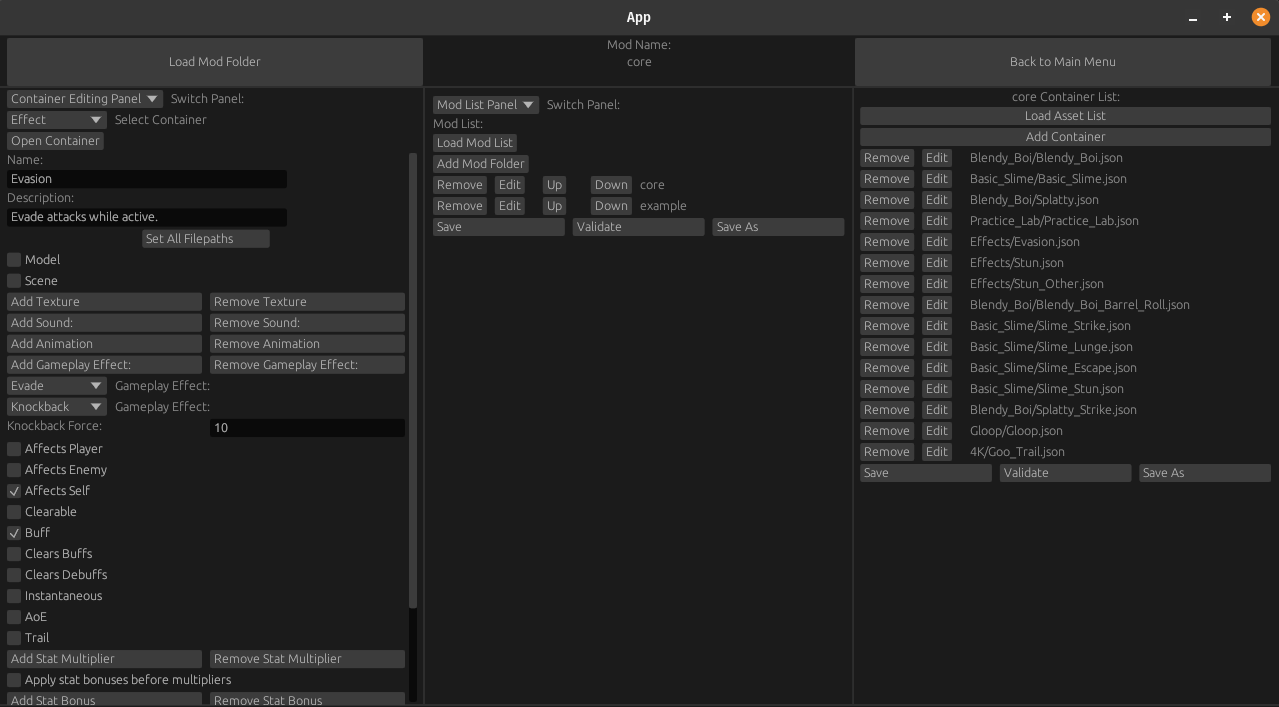 App
Load Mod Folder
Mod Name:
core
Back to Main Menu
Container Editing Panel Switch Panel:
Effect Select Container
Open Container
Name:
Evasion
Description:
Evade attacks while active.
Set All Filepaths
Model
Scene
Add Texture Remove Texture
Add Sound: Remove Sound:
Add Animation Remove Animation
Add Gameplay Effect: Remove Gameplay Effect:
Evade Gameplay Effect:
Knockback Gameplay Effect:
Knockback Force: 10
Affects Player
Affects Enemy
Affects Self
Clearable
Buff
Clears Buffs
Clears Debuffs
Instantaneous
AoE
Trail
Add Stat Multiplier Remove Stat Multiplier
Apply stat bonuses before multipliers
Add Stat Bonus Remove Stat Bonus
Mod List Panel Switch Panel:
Mod List:
Load Mod List
Add Mod Folder
Remove Edit Up Down core
Remove Edit Up Down example
Save Validate Save As
core Container List:
Load Asset List
Add Container
Remove Edit Blendy_Boi/Blendy_Boi.json
Remove Edit Basic_Slime/Basic_Slime.json
Remove Edit Blendy_Boi/Splatty.json
Remove Edit Practice_Lab/Practice_Lab.json
Remove Edit Effects/Evasion.json
Remove Edit Effects/Stun.json
Remove Edit Effects/Stun_Other.json
Remove Edit Blendy_Boi/Blendy_Boi_Barrel_Roll.json
Remove Edit Basic_Slime/Slime_Strike.json
Remove Edit Basic_Slime/Slime_Lunge.json
Remove Edit Basic_Slime/Slime_Escape.json
Remove Edit Basic_Slime/Slime_Stun.json
Remove Edit Blendy_Boi/Splatty_Strike.json
Remove Edit Gloop/Gloop.json
Remove Edit 4K/Goo_Trail.json
Save Validate Save As